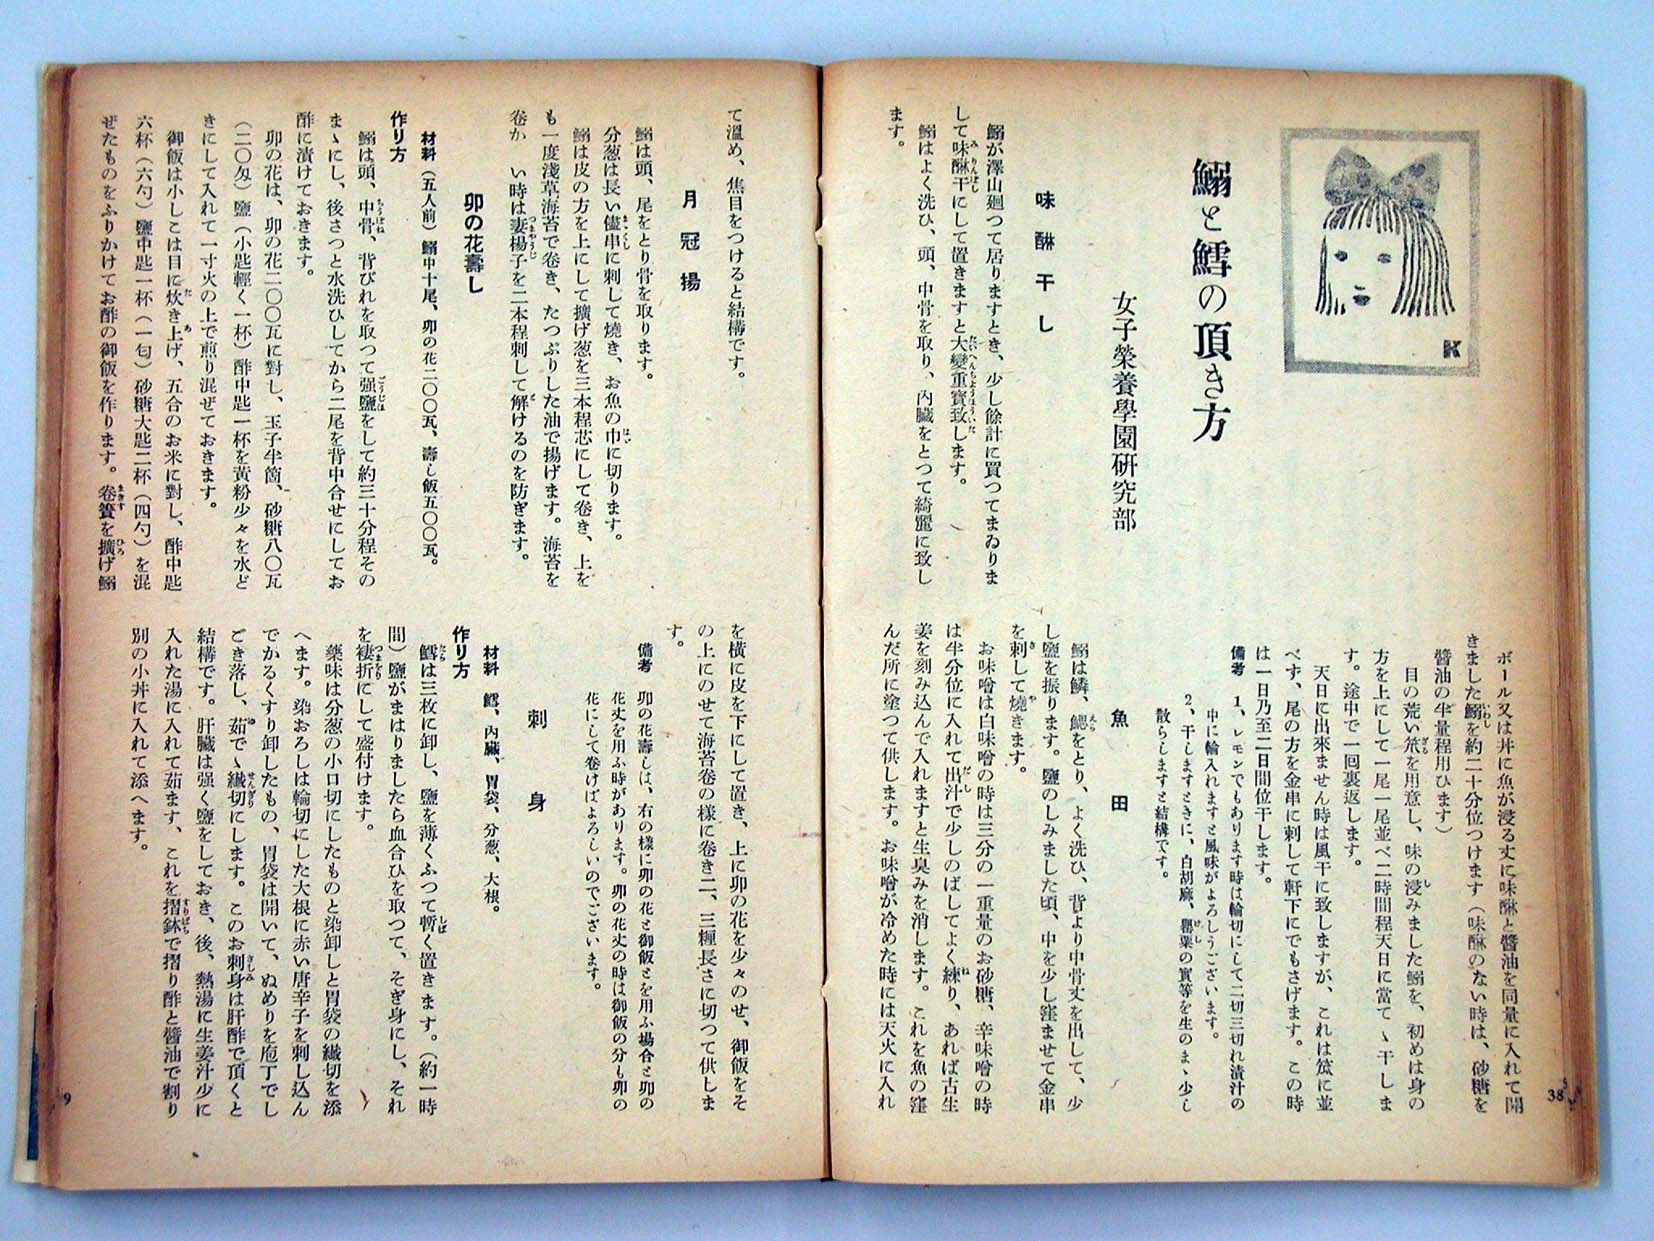 K
鰯と鱈の頂き方
女子榮養學園研究部
味醂干し
鰯が澤山廻つて居りますとき、少し餘計に買つてまゐりま
して味醂干にして置きますと大變重寶致します。
鰯はよく洗ひ、頭、中骨を取り、内臓をとつて綺麗に致し
ます。
ボール又は丼に魚が浸る丈に味醂と醬油を同量に入れて開
きました鰯を約二十分位つけます（味醂のない時は、砂糖を
醬油の半量程用ひます）
目の荒い笊を用意し、味の浸みました鰯を、初めは身の
方を上にして一尾一尾並べ二時間程天日に當てゝ干しま
す。途中で一回裏返します。
天日に出來ません時は風干に致しますが、これは笊に並
べず、尾の方を金串に刺して軒下にでもさげます。この時
は一日乃至二日間位干します。
備考　1、レモンでもあります時は輪切にして二切三切れ漬汁の
中に輪入れますと風味がよろしうございます。
2、干しますときに、白胡麻、罌粟の實等を生のまゝ少し
散らしますと結構です。
魚田
鰯は鱗、鰓をとり、よく洗ひ、背より中骨丈を出して、少
し鹽を振ります。鹽のしみました頃、中を少し窪ませて金串
を刺して燒きます。
お味噌は白味噌の時は三分の一重量のお砂糖、辛味噌の時
は半分位に入れて出汁で少しのばしてよく練り、あれば古生
姜を刻み込んで入れますと生臭みを消します。これを魚の窪
んだ所に塗つて供します。お味噌が冷めた時には天火に入れ
38
て溫め、焦目をつけると結構です。
月冠揚
鰯は頭、尾をとり骨を取ります。
分葱は長い儘串に刺して燒き、お魚の巾に切ります。
鰯は皮の方を上にして擴げ葱を三本程芯にして卷き、上を
も一度淺草海苔で卷き、たつぷりした油で揚げます。海苔を
卷か　い時は妻楊子を二本程刺して解けるのを防ぎます。
卯の花壽し
材料（五人前）鰯中十尾、卯の花二〇〇瓦、壽し飯五〇〇瓦。
作り方
鰯は頭、中骨、背びれを取つて强鹽をして約三十分程その
まゝにし、後さつと水洗ひしてから二尾を背中合せにしてお
酢に漬けておきます。
卯の花は、卯の花二〇〇瓦に對し、玉子半箇、砂糖八〇瓦
（二〇匁）鹽（小匙輕く一杯）酢中匙一杯を黃粉少々を水ど
きにして入れて一寸火の上で煎り混ぜておきます。
御飯は小しこは目に炊き上げ、五合のお米に對し、酢中匙
六杯（六勺）鹽中匙一杯（一匂）砂糖大匙二杯（四勺）を混
ぜたものをふりかけてお酢の御飯を作ります。卷簀を擴げ鰯
を橫に皮を下にして置き、上に卯の花を少々のせ、御飯をそ
の上にのせて海苔卷の樣に卷き二、三糎長さに切つて供しま
す。
備考　卯の花壽しは、右の樣に卯の花と御飯とを用ふ場合と卯の
花丈を用ふ時があります。卯の花丈の時は御飯の分も卯の
花にして卷けばよろしいのでございます。
刺身
材料　鱈、內臟、胃袋、分葱、大根。
作り方
鱈は三枚に卸し、鹽を薄くふつて暫く置きます。（約一時
間）鹽がまはりましたら血合ひを取つて、そぎ身にし、それ
を褄折にして盛付けます。
藥味は分葱の小口切にしたものと染卸しと胃袋の纎切を添
へます。染おろしは輪切にした大根に赤い唐辛子を刺し込ん
でかるくすり卸したもの、胃袋は開いて、ぬめりを庖丁でし
ごき落し、茹でゝ纎切にします。このお刺身は肝酢で頂くと
結構です。肝臟は强く鹽をしておき、後、熱湯に生姜汁少に
入れた湯に入れて茹ます、これを摺鉢で摺り酢と醬油で割り
別の小丼に入れて添へます。
9